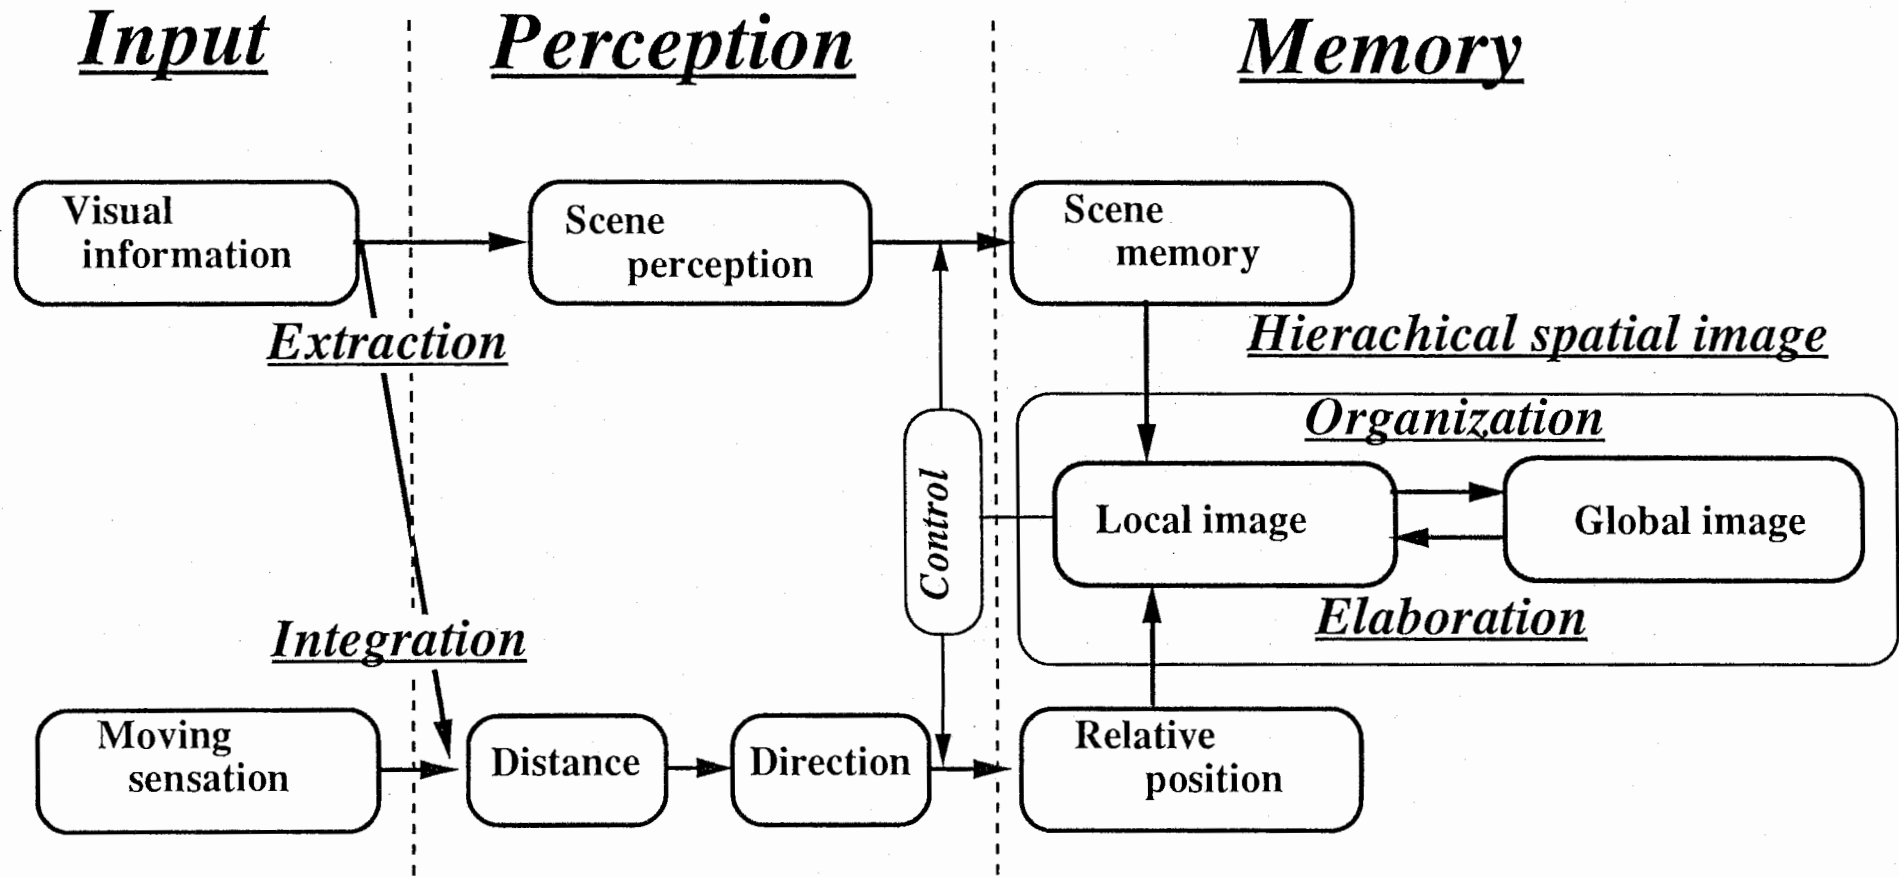 Input
Perception
Memory
Visual
information
Scene
perception
Scene
memory
Extraction
Hierachical spatial image
Organization
Control
Local image
Global image
Elaboration
Integration
Moving
sensation
Distance
Direction
Relative
position